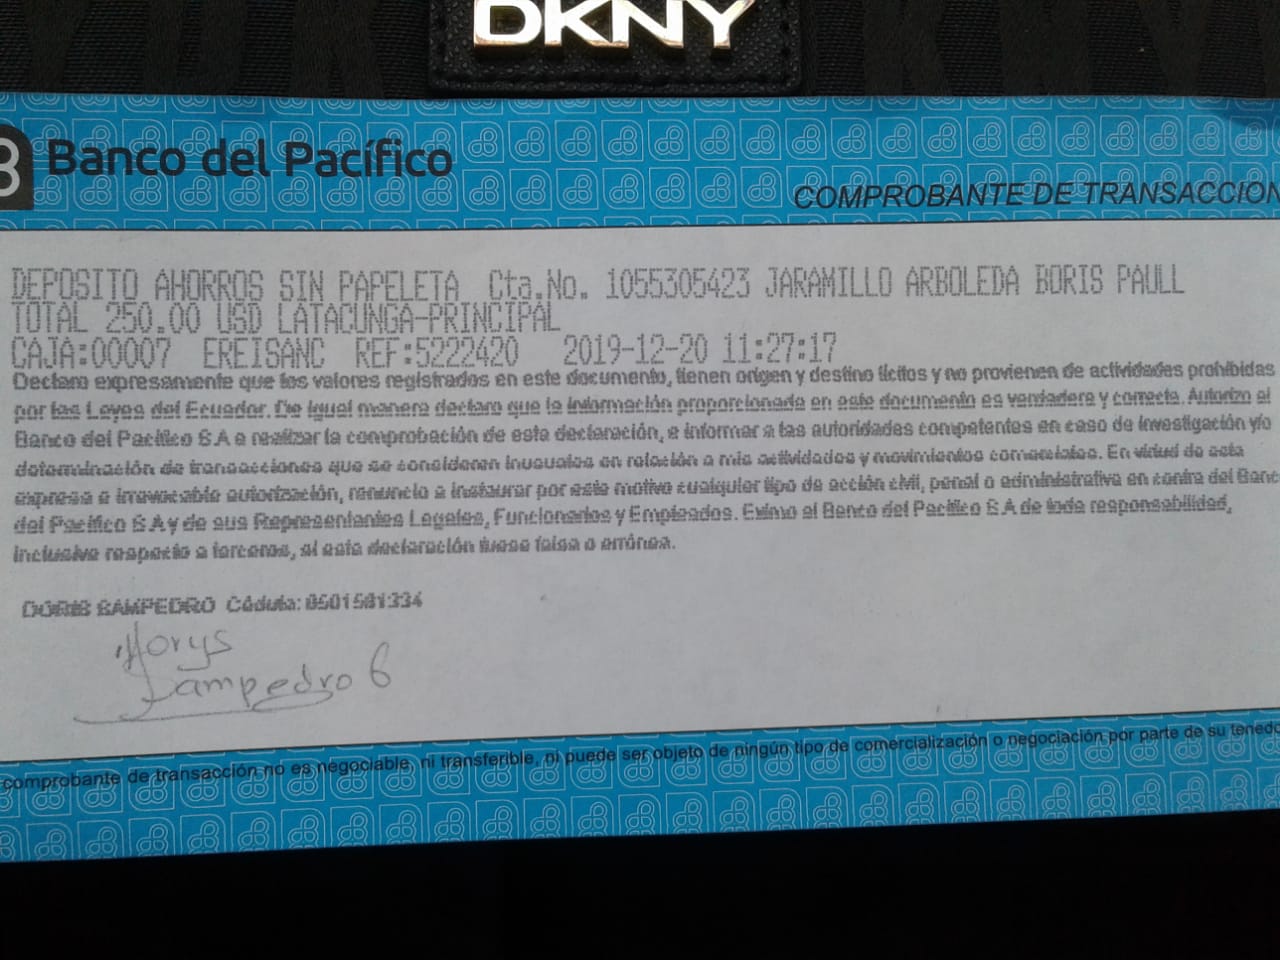 DKNY
Banco del Pacífico
COMPROBANTE DE TRANSACCION
DEPOSITO AHORROS SIN PAPELETA Cta.No. 1055305423 JARAMILLO ARBOLEDA BORIS PAULL
TOTAL 250.00 USD LATACUNGA-PRINCIPAL
CAJA:00007 EREISANC REF:5222420 2019-12-20 11:27:17
Declaro expresamente que los valores registrados en este documento, tienen origen y destino lícitos y no provienen de actividades prohibidas
por las Leyes del Ecuador. De igual manera declaro que la información proporcionada en este documento es verdadera y correcta. Autorizo al
Banco del Pacífico S.A a realizar la comprobación de esta declaración, e informar a las autoridades competentes en caso de investigación y/o
determinación de transacciones que se consideren inusuales en relación a mis actividades y movimientos comerciales. En virtud de esta
expresa e irrevocable autorización, renuncio a instaurar por este motivo cualquier tipo de acción civil, penal o administrativa en contra del Banc
del Pacífico S.A y de sus Representantes Legales, Funcionarios y Empleados. Eximo al Banco del Pacífico S.A de toda responsabilidad,
inclusive respecto a terceros, si esta declaración fuese falsa o errónea.
DORIS SAMPEDRO Cédula: 0501581334
Dorys
Sampedro G
comprobante de transacción no es negociable, ni transferible, ni puede ser objeto de ningún tipo de comercialización o negociación por parte de su tenedo